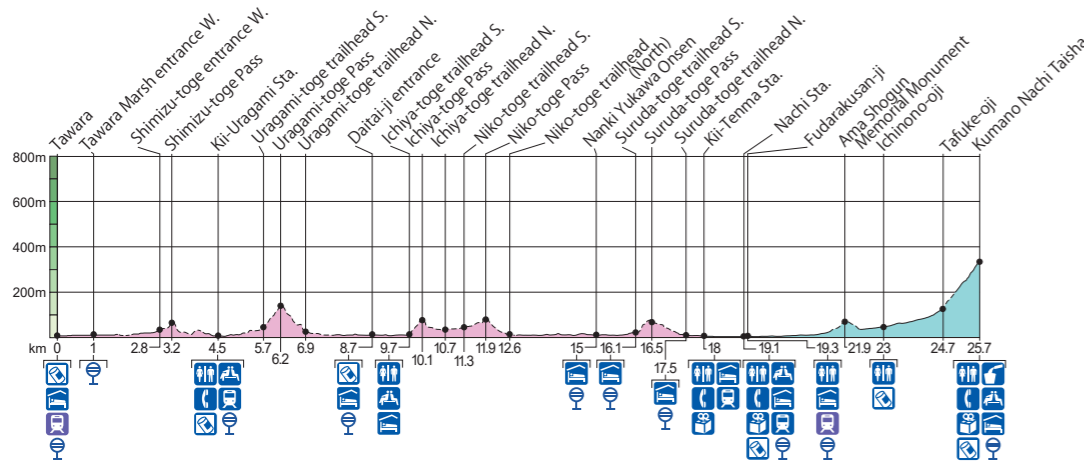 Tawara
Tawara Marsh entrance W.
Shimizu-toge entrance W.
Shimizu-toge Pass
Kii-Uragami Sta.
Uragami-toge trailhead S.
Uragami-toge Pass
Uragami-toge trailhead N.
Daitai-ji entrance
Ichiya-toge trailhead S.
Ichiya-toge Pass
Ichiya-toge trailhead N.
Niko-toge trailhead S.
Niko-toge Pass
Niko-toge trailhead
(North)
Nanki Yukawa Onsen
Suruda-toge trailhead S.
Suruda-toge Pass
Suruda-toge trailhead N.
Kii-Tenma Sta.
Nachi Sta.
Fudarakusan-ji
Ama Shogun
Memorial Monument
Ichinono-oji
Tafuke-oji
Kumano Nachi Taisha
800m
600m
400m
200m
km 0 1 2.8 3.2 4.5 5.7 6.9 8.7 9.7 10.7 11.9 12.6 15 16.1 16.5 18 19.1 19.3 21.9 23 24.7 25.7
6.2 10.1 11.3 17.5